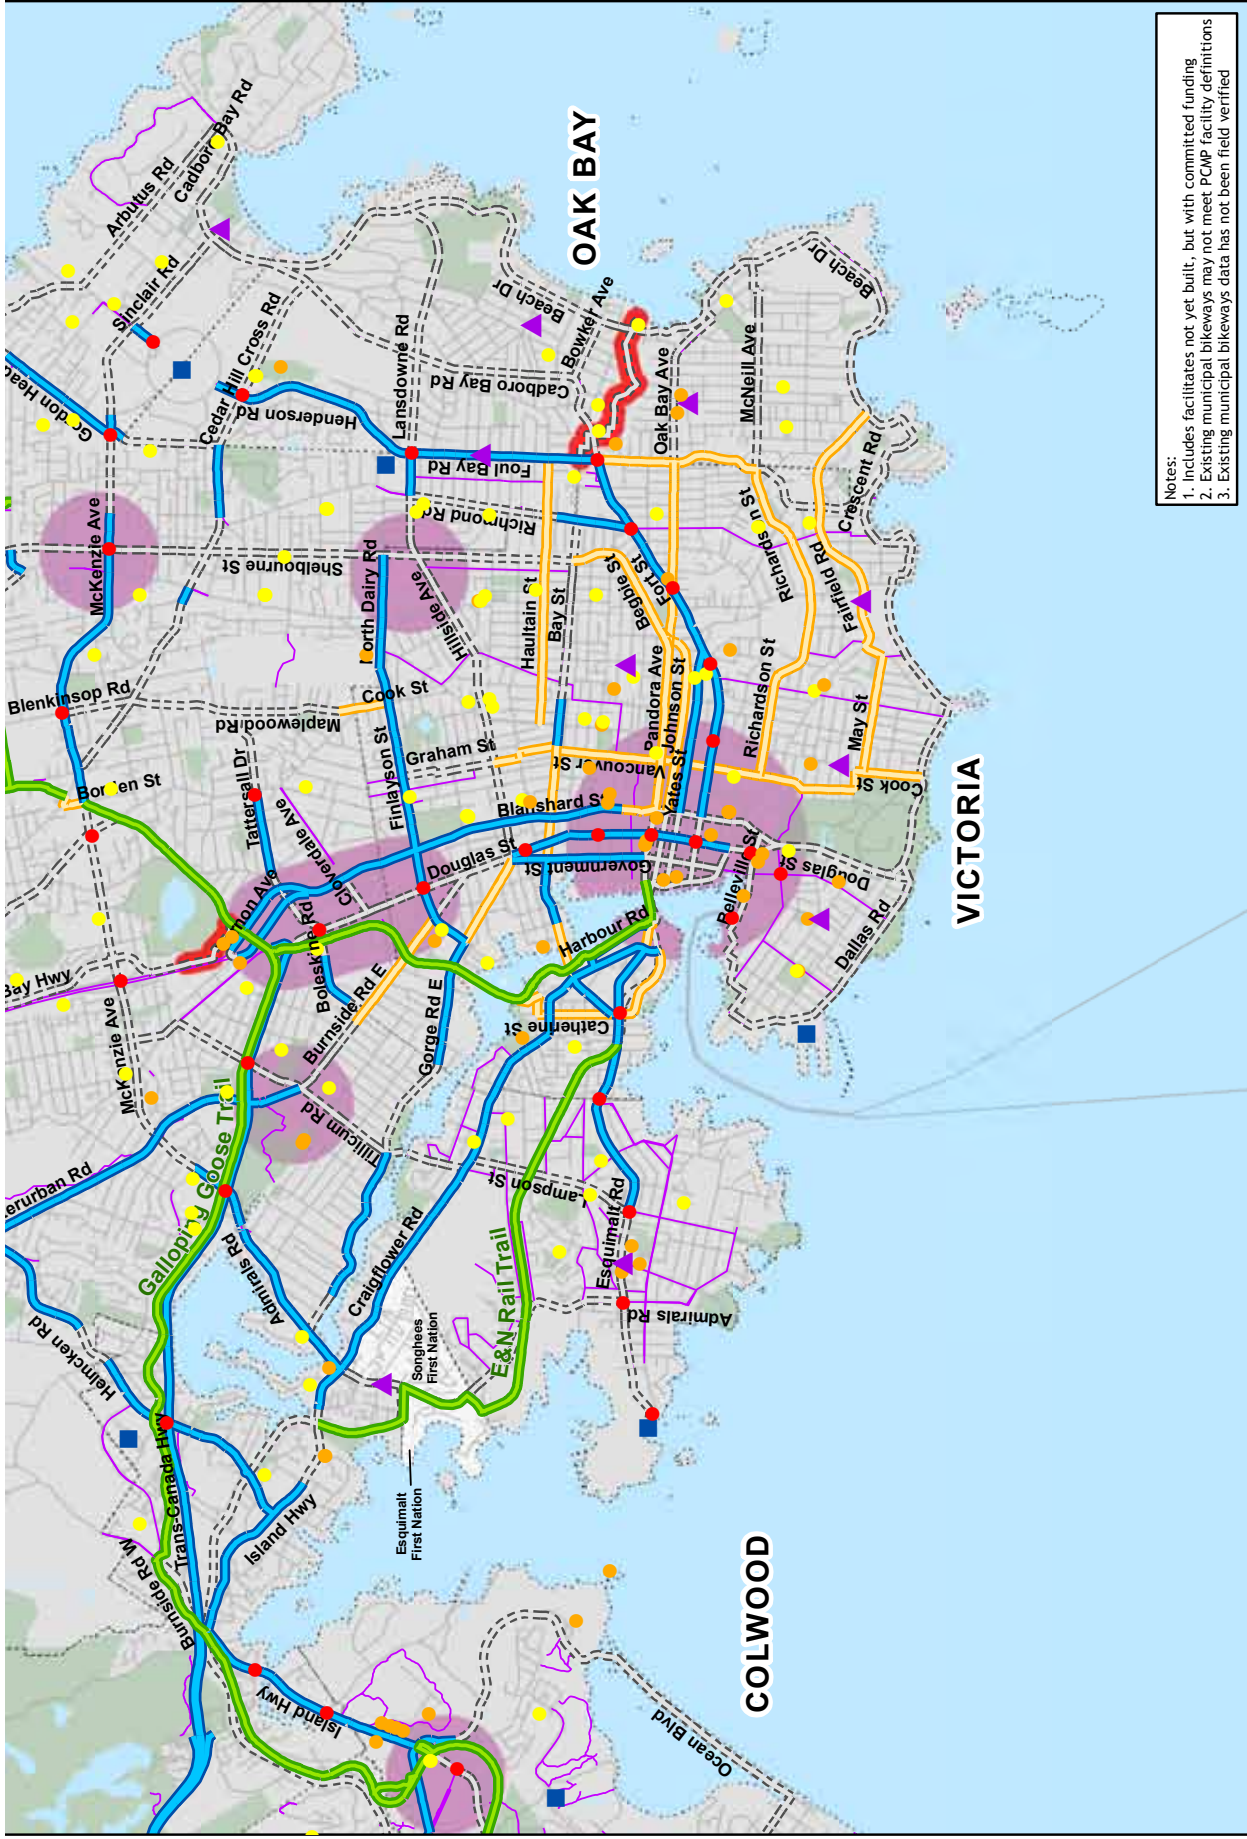 Arbutus Rd
Cadboro Bay Rd
Sinclair Rd
Gordon Head
Cedar Hill Cross Rd
Henderson Rd
Lansdowne Rd
Foul Bay Rd
Cadboro Bay Rd
Beach Dr
Bowker Ave
OAK BAY
Oak Bay Ave
McNeill Ave
Beach Dr
McKenzie Ave
Shelbourne St
North Dairy Rd
Richmond Rd
Hillside Ave
Haultain St
Bay St
Begbie St
Fort St
Richardson St
Fairfield Rd
Crescent Rd
Blenkinsop Rd
Maplewood Rd
Cook St
Finlayson St
Graham St
Vancouver St
Pandora Ave
Johnson St
Yates St
Richardson St
May St
Cook St
VICTORIA
Borden St
Tattersall Dr
Cloverdale Ave
Blanshard St
Douglas St
Government St
Belleville St
Douglas St
Dallas Rd
Bay Hwy
McKenzie Ave
Boleskine Rd
Burnside Rd E
Gorge Rd E
Harbour Rd
Catherine St
Galloping Goose Trail
Tillicum Rd
Lampson St
Esquimalt Rd
Admirals Rd
Admirals Rd
Craigflower Rd
E&N Rail Trail
Songhees
First Nation
Esquimalt
First Nation
Helmcken Rd
Trans-Canada Hwy
Burnside Rd W
Island Hwy
Island Hwy
COLWOOD
Ocean Blvd
Notes:
1. Includes facilitates not yet built, but with committed funding
2. Existing municipal bikeways may not meet PCMP facility definitions
3. Existing municipal bikeways data has not been field verified